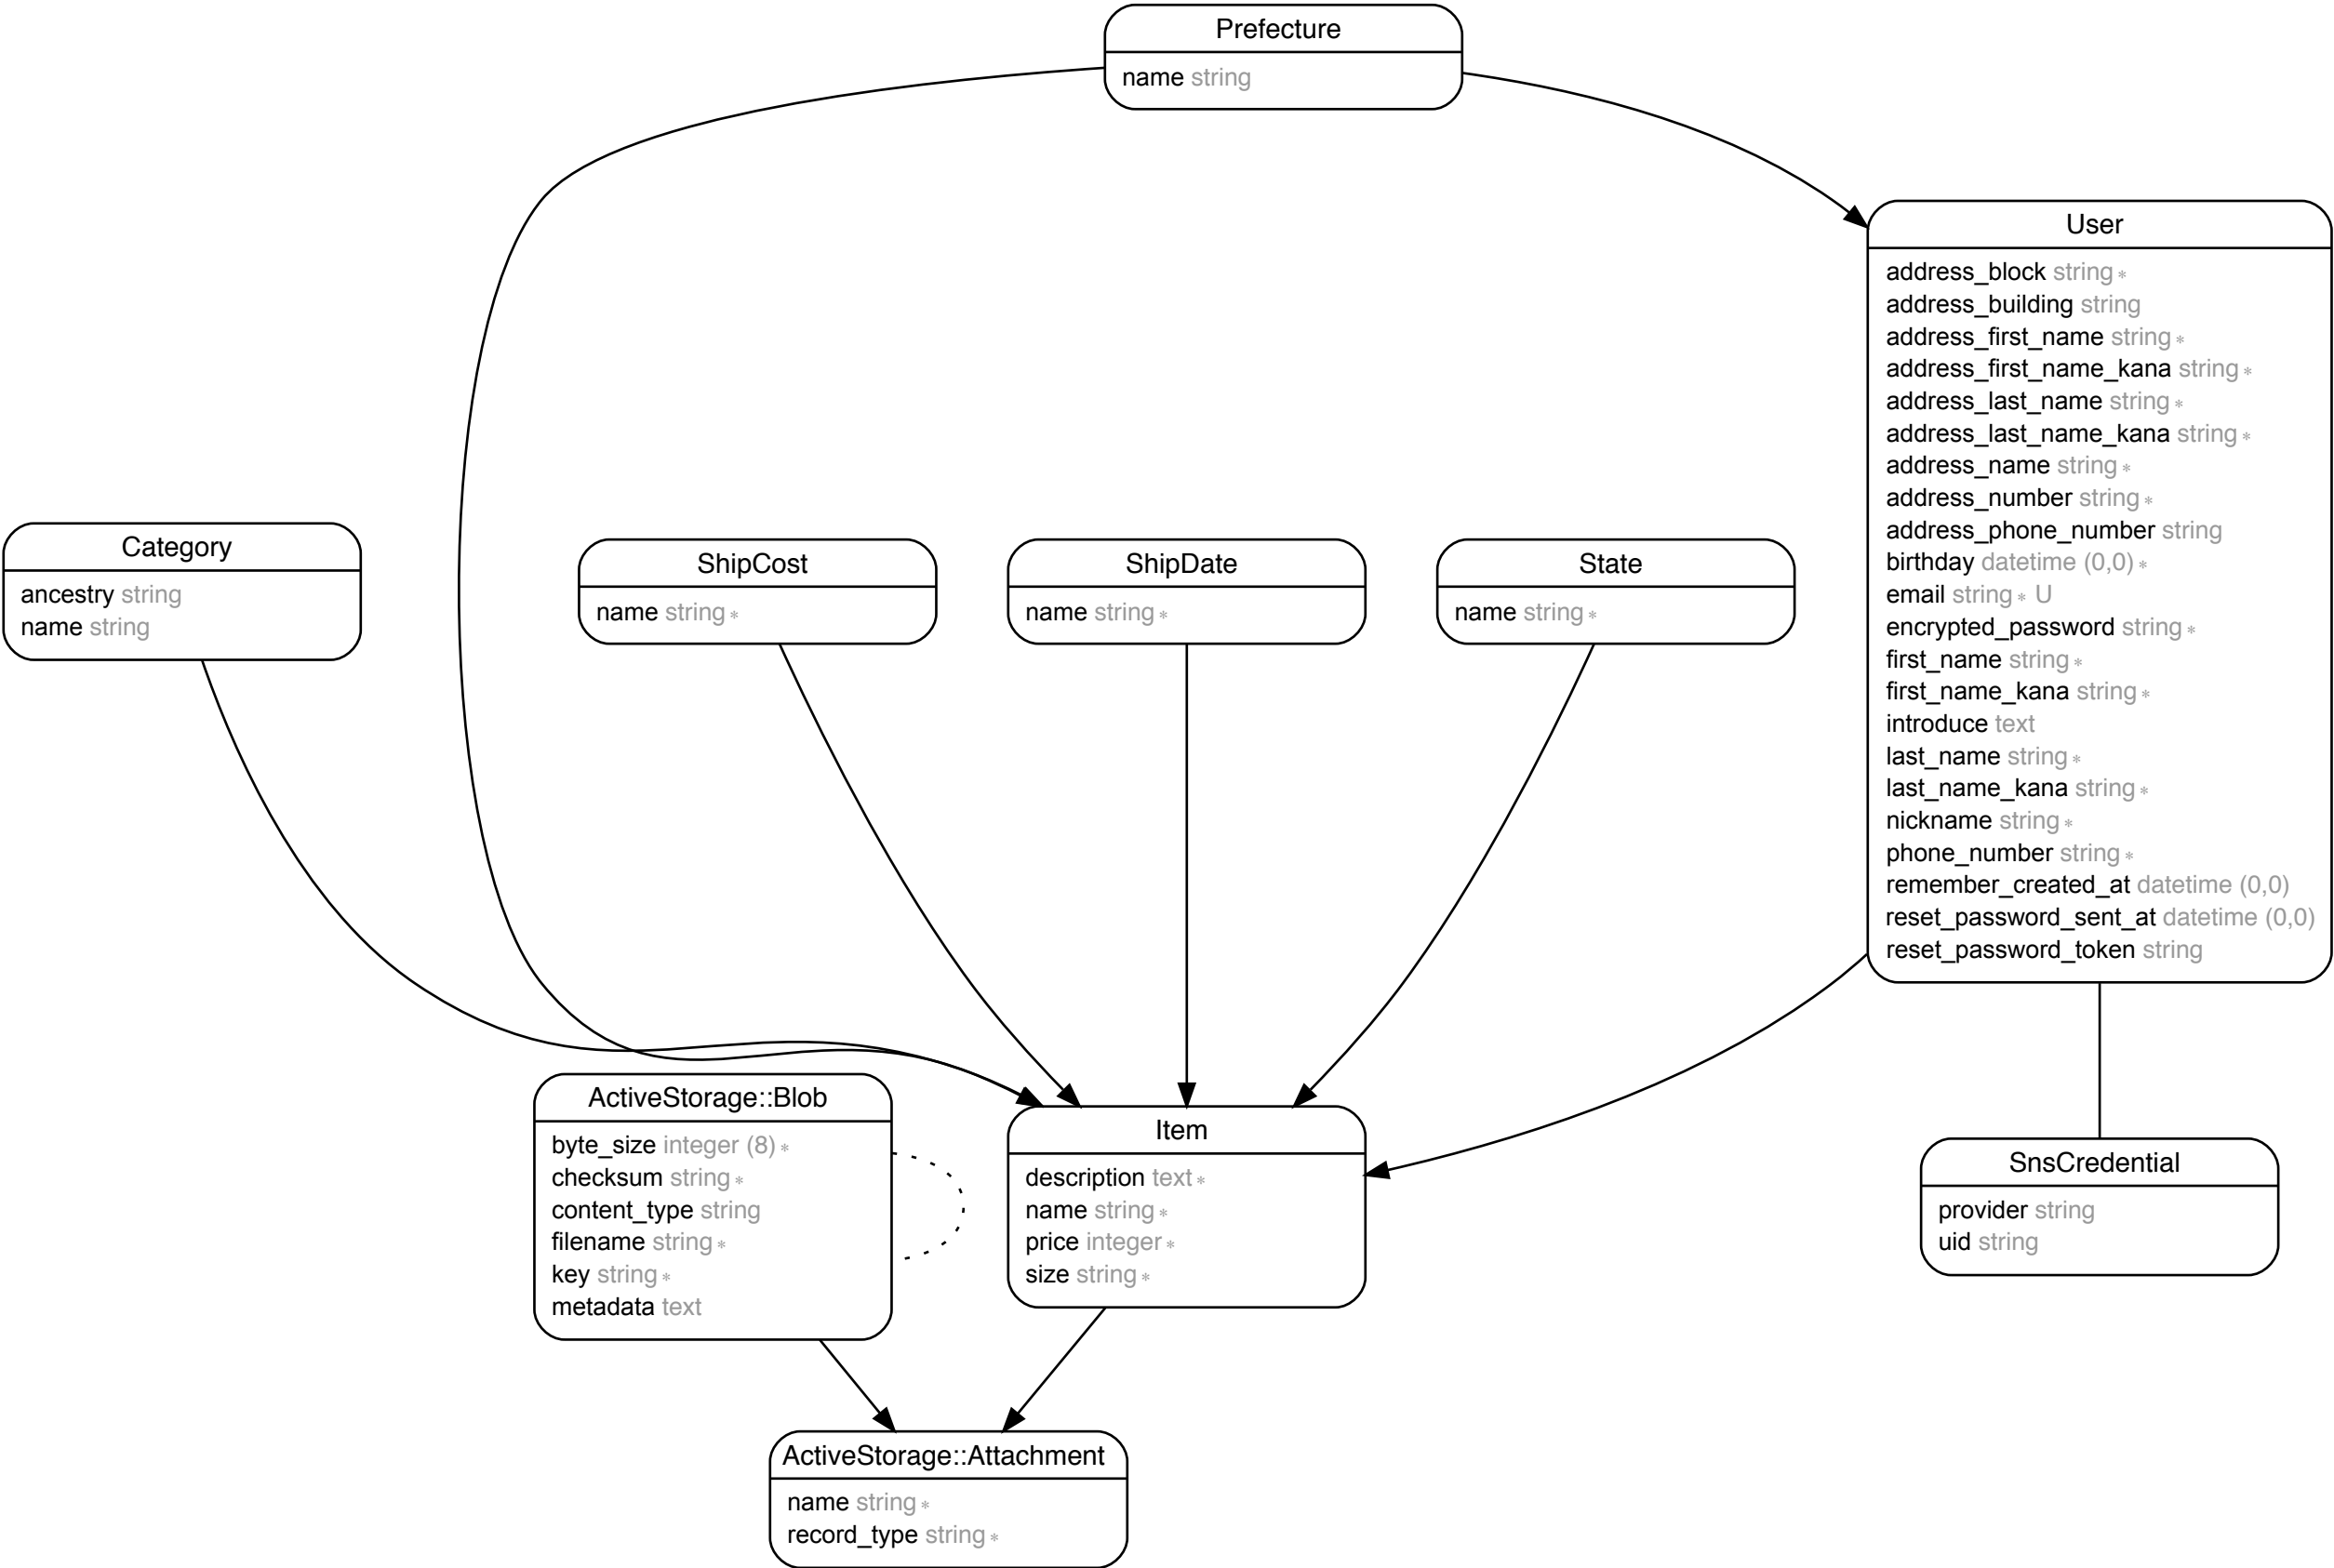 Prefecture
name string
User
address_block string *
address_building string
address_first_name string *
address_first_name_kana string *
address_last_name string *
address_last_name_kana string *
address_name string *
address_number string *
address_phone_number string
birthday datetime (0,0) *
email string * U
encrypted_password string *
first_name string *
first_name_kana string *
introduce text
last_name string *
last_name_kana string *
nickname string *
phone_number string *
remember_created_at datetime (0,0)
reset_password_sent_at datetime (0,0)
reset_password_token string
Category
ancestry string
name string
ShipCost
name string *
ShipDate
name string *
State
name string *
ActiveStorage::Blob
byte_size integer (8) *
checksum string *
content_type string
filename string *
key string *
metadata text
Item
description text *
name string *
price integer *
size string *
SnsCredential
provider string
uid string
ActiveStorage::Attachment
name string *
record_type string *